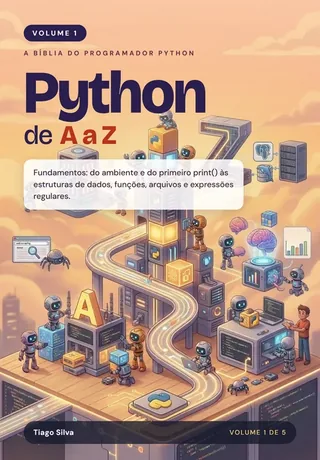 VOLUME 1
A BÍBLIA DO PROGRAMADOR PYTHON
Python
de A a Z
Fundamentos: do ambiente e do primeiro print() às
estruturas de dados, funções, arquivos e expressões
regulares.
Z
A
Tiago Silva
VOLUME 1 DE 5